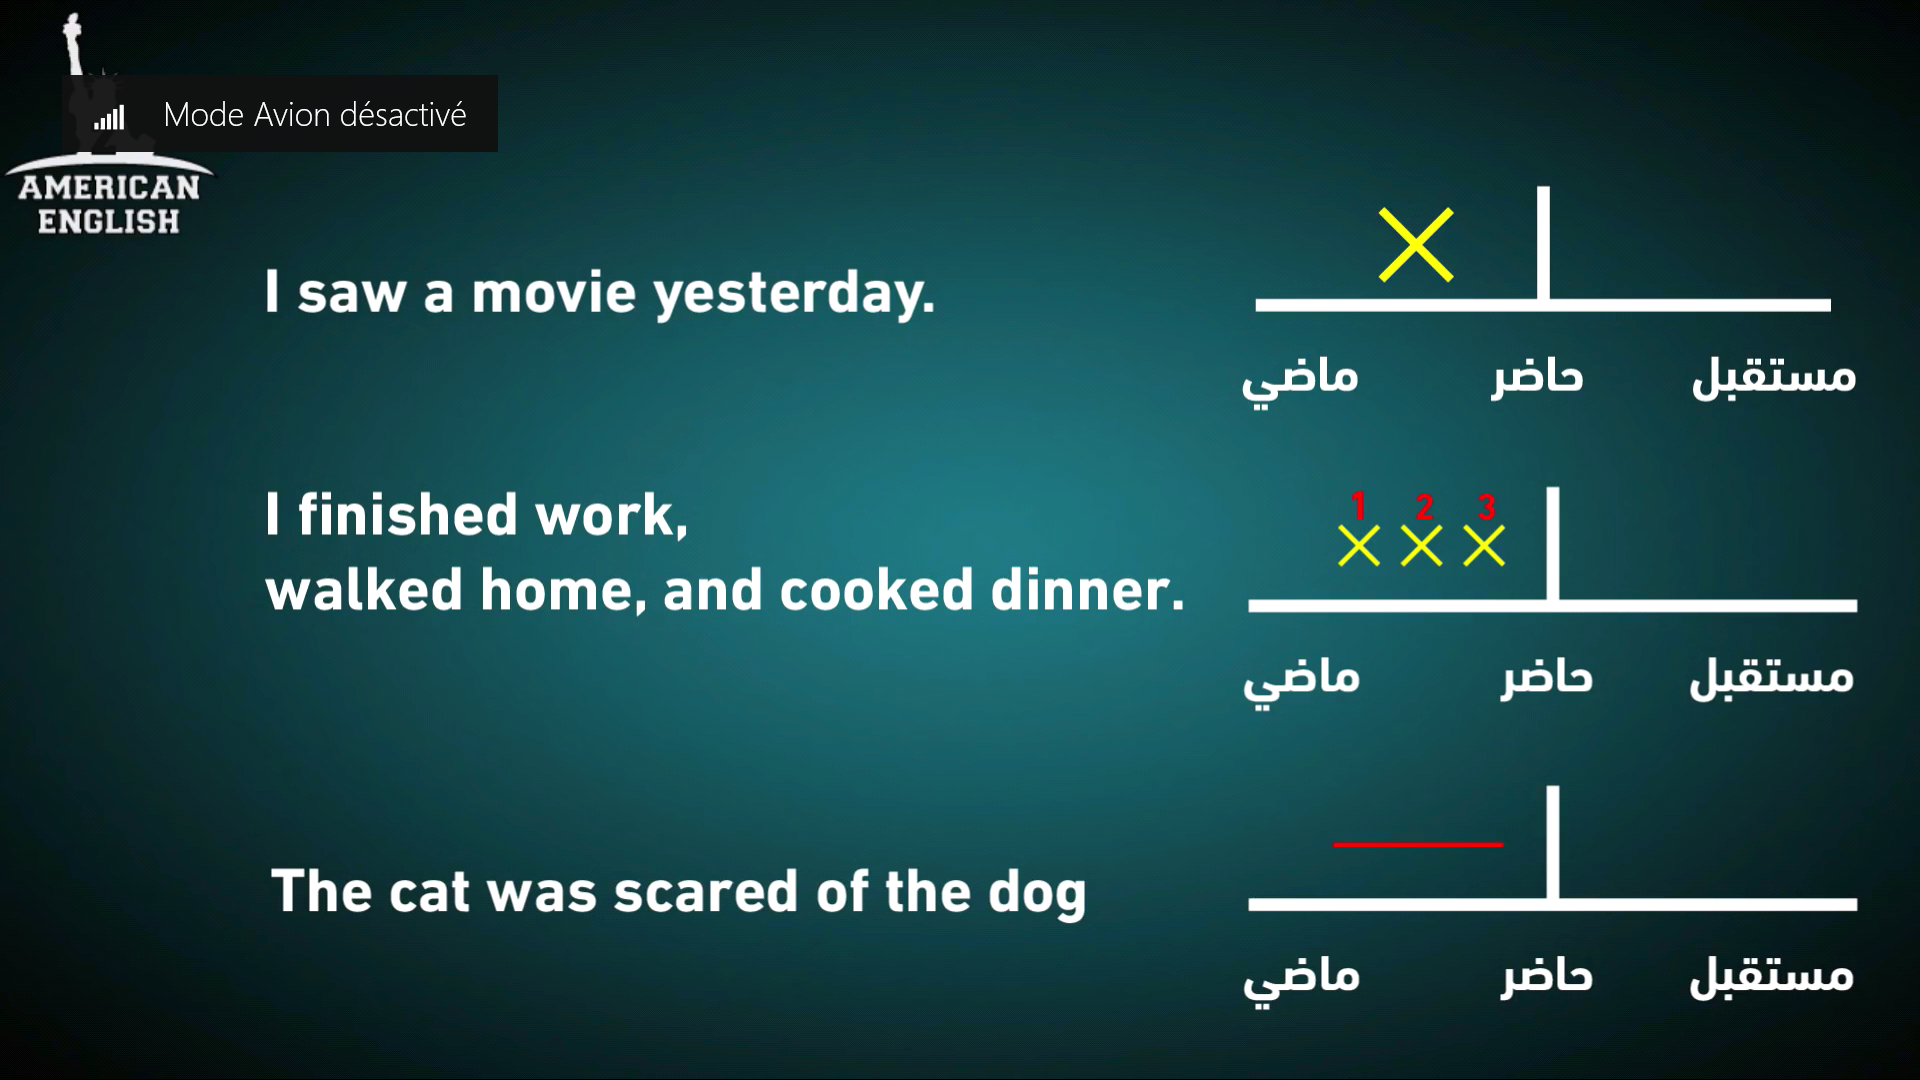 Mode Avion désactivé
AMERICAN
ENGLISH
I saw a movie yesterday.
ماضي حاضر مستقبل
I finished work,
walked home, and cooked dinner.
1 2 3
ماضي حاضر مستقبل
The cat was scared of the dog
ماضي حاضر مستقبل